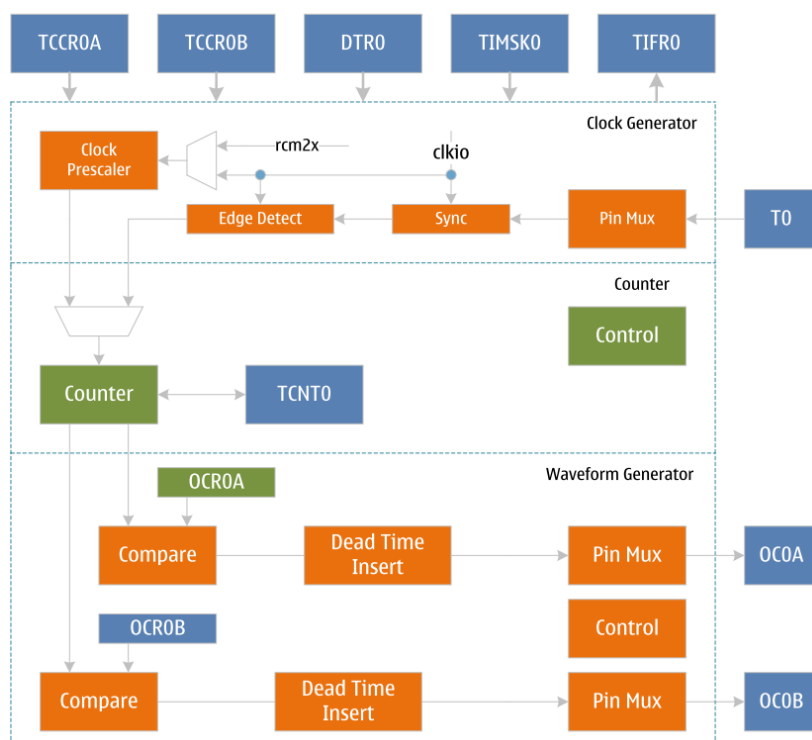 TCCR0A
TCCR0B
DTR0
TIMSK0
TIFR0
Clock Generator
Clock
Prescaler
rcm2x
clkio
Edge Detect
Sync
Pin Mux
T0
Counter
Control
Counter
TCNT0
Waveform Generator
OCR0A
Compare
Dead Time
Insert
Pin Mux
OC0A
OCR0B
Control
Compare
Dead Time
Insert
Pin Mux
OC0B